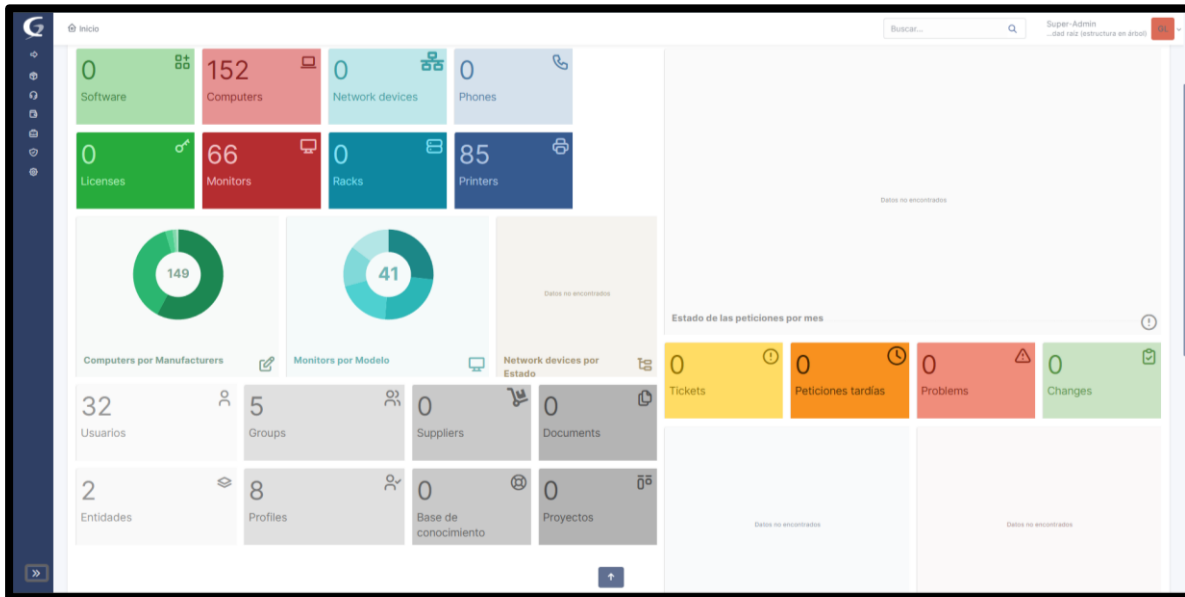 Inicio
Buscar...
Super-Admin
...dad raíz (estructura en árbol)
GL
0
Software
152
Computers
0
Network devices
0
Phones
0
Licenses
66
Monitors
0
Racks
85
Printers
Datos no encontrados
Estado de las peticiones por mes
149
Computers por Manufacturers
41
Monitors por Modelo
Datos no encontrados
Network devices por
Estado
0
Tickets
0
Peticiones tardías
0
Problems
0
Changes
32
Usuarios
5
Groups
0
Suppliers
0
Documents
2
Entidades
8
Profiles
0
Base de
conocimiento
0
Proyectos
Datos no encontrados
Datos no encontrados